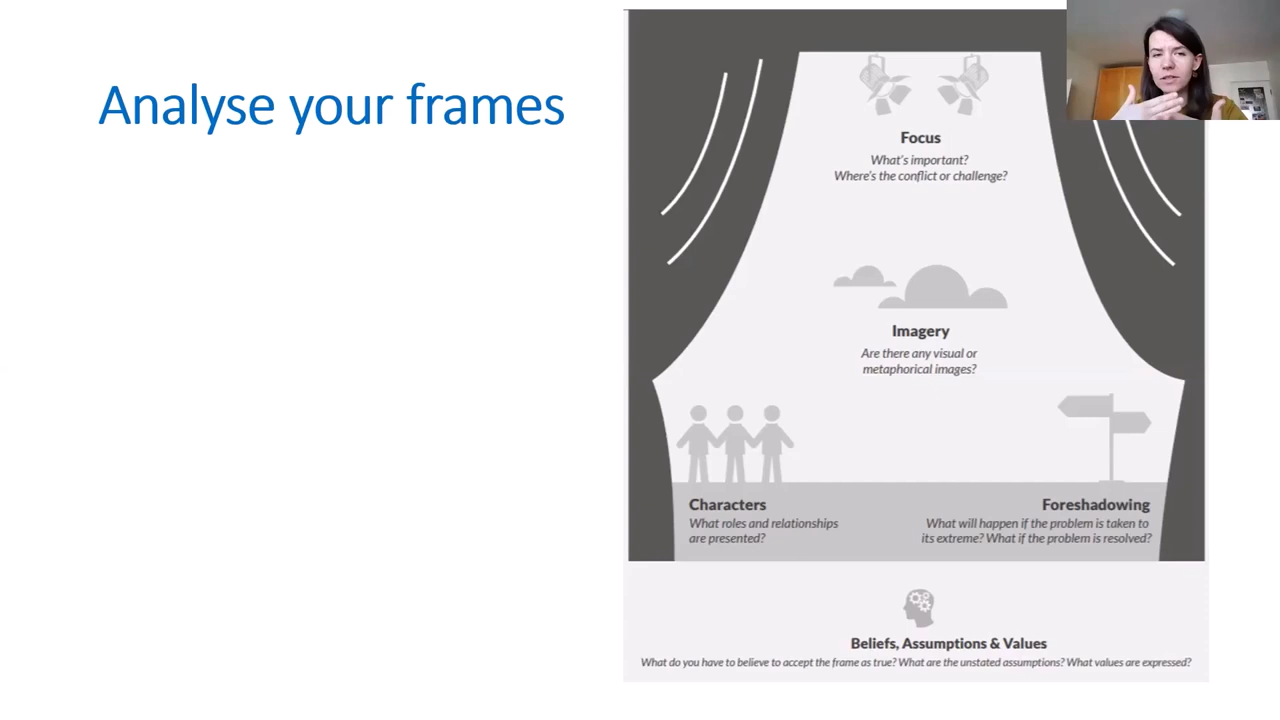 Analyse your frames
Focus
What's important?
Where's the conflict or challenge?
Imagery
Are there any visual or
metaphorical images?
Characters
What roles and relationships
are presented?
Foreshadowing
What will happen if the problem is taken to
its extreme? What if the problem is resolved?
Beliefs, Assumptions & Values
What do you have to believe to accept the frame as true? What are the unstated assumptions? What values are expressed?